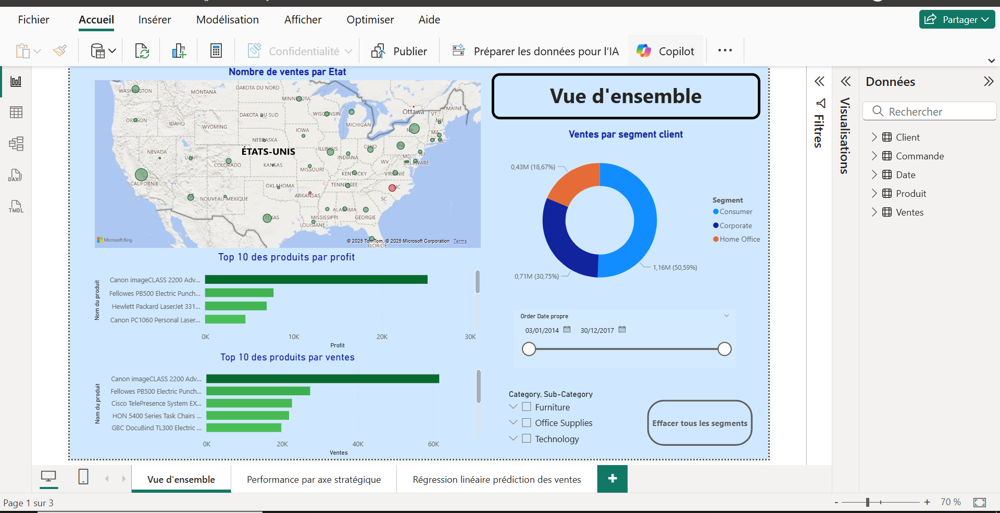 Fichier
Accueil
Insérer
Modélisation
Afficher
Optimiser
Aide
Partager
Confidentialité
Publier
Préparer les données pour l’IA
Copilot
Nombre de ventes par Etat
WASHINGTON
MONTANA
DAKOTA DU NORD
MINNESOTA
Ottawa
MAINE
VT
NH
OREGON
IDAHO
WYOMING
DAKOTA DU SUD
WISCONSIN
MICHIGAN
NY
MA
RI
IOWA
NEBRASKA
ÉTATS-UNIS
ILLINOIS
INDIANA
OHIO
PA
NJ
MD
DELAWARE
NEVADA
UTAH
COLORADO
KANSAS
MISSOURI
WV
KENTUCKY
VIRGINIE
CALIFORNIE
OKLAHOMA
TENNESSEE
NC
ARKANSAS
AZ
NOUVEAU-MEXIQUE
SC
ALABAMA
MISSISSIPPI
GÉORGIE
TEXAS
LOUISIANE
FLORIDE
Microsoft Bing
© 2025 TomTom, © 2025 Microsoft Corporation Terms
Top 10 des produits par profit
Nom du produit
Canon imageCLASS 2200 Adv...
Fellowes PB500 Electric Punch...
Hewlett Packard LaserJet 331...
Canon PC1060 Personal Laser...
0K
10K
20K
30K
Profit
Top 10 des produits par ventes
Nom du produit
Canon imageCLASS 2200 Adv...
Fellowes PB500 Electric Punch...
Cisco TelePresence System EX...
HON 5400 Series Task Chairs ...
GBC DocuBind TL300 Electric ...
0K
20K
40K
60K
Ventes
Vue d'ensemble
Ventes par segment client
0,43M (18,67%)
0,71M (30,75%)
1,16M (50,59%)
Segment
Consumer
Corporate
Home Office
Order Date propre
03/01/2014
30/12/2017
Category, Sub-Category
Furniture
Office Supplies
Technology
Effacer tous les segments
Filtres
Visualisations
Données
Rechercher
Client
Commande
Date
Produit
Ventes
DAX
TMDL
Vue d'ensemble
Performance par axe stratégique
Régression linéaire prédiction des ventes
+
Page 1 sur 3
- + 70 %